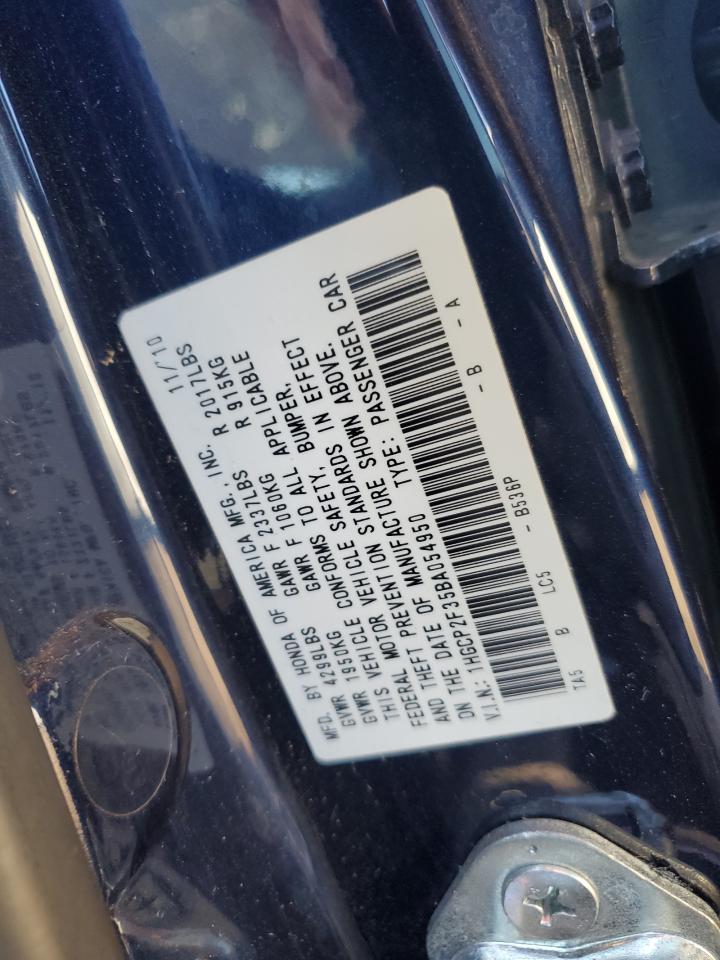 MFD. BY HONDA OF AMERICA MFG., INC. 11/10
GVWR 4299LBS GAWR F 2337LBS R 2017LBS
GVWR 1950KG GAWR F 1060KG R 915KG
THIS VEHICLE CONFORMS TO ALL APPLICABLE
FEDERAL MOTOR VEHICLE SAFETY, BUMPER,
AND THEFT PREVENTION STANDARDS IN EFFECT
ON THE DATE OF MANUFACTURE SHOWN ABOVE.
V.I.N.: 1HGCP2F35BA054950 TYPE: PASSENGER CAR
TA5 B LC5 - B536P - B - A